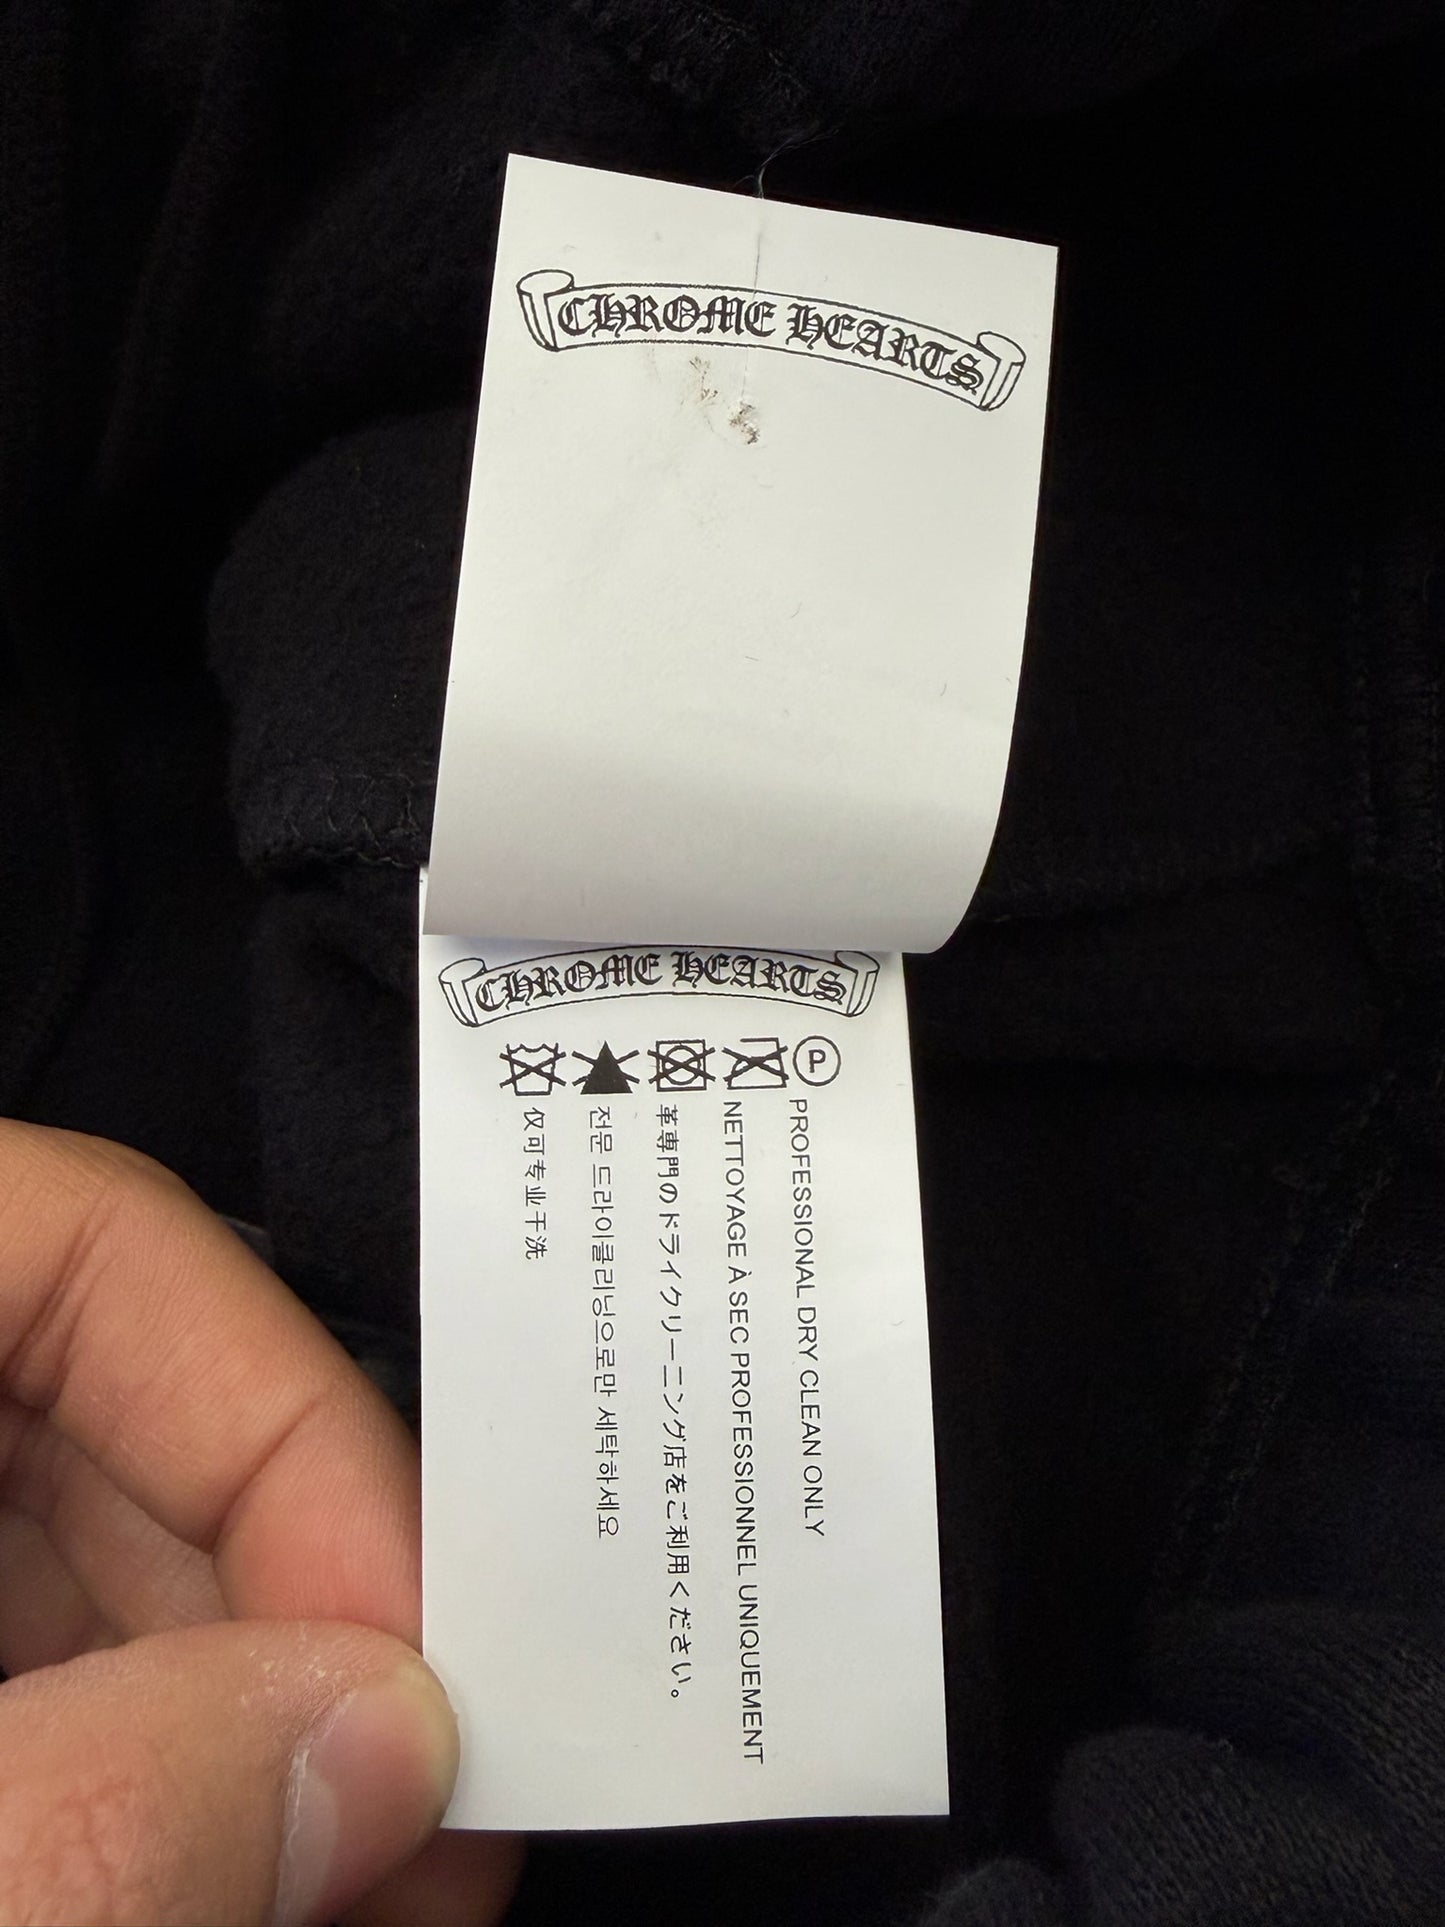 CHROME HEARTS
CHROME HEARTS
P
PROFESSIONAL DRY CLEAN ONLY
NETTOYAGE À SEC PROFESSIONNEL UNIQUEMENT
革専門のドライクリーニング店をご利用ください。
전문 드라이클리닝으로만 세탁하세요
仅可专业干洗